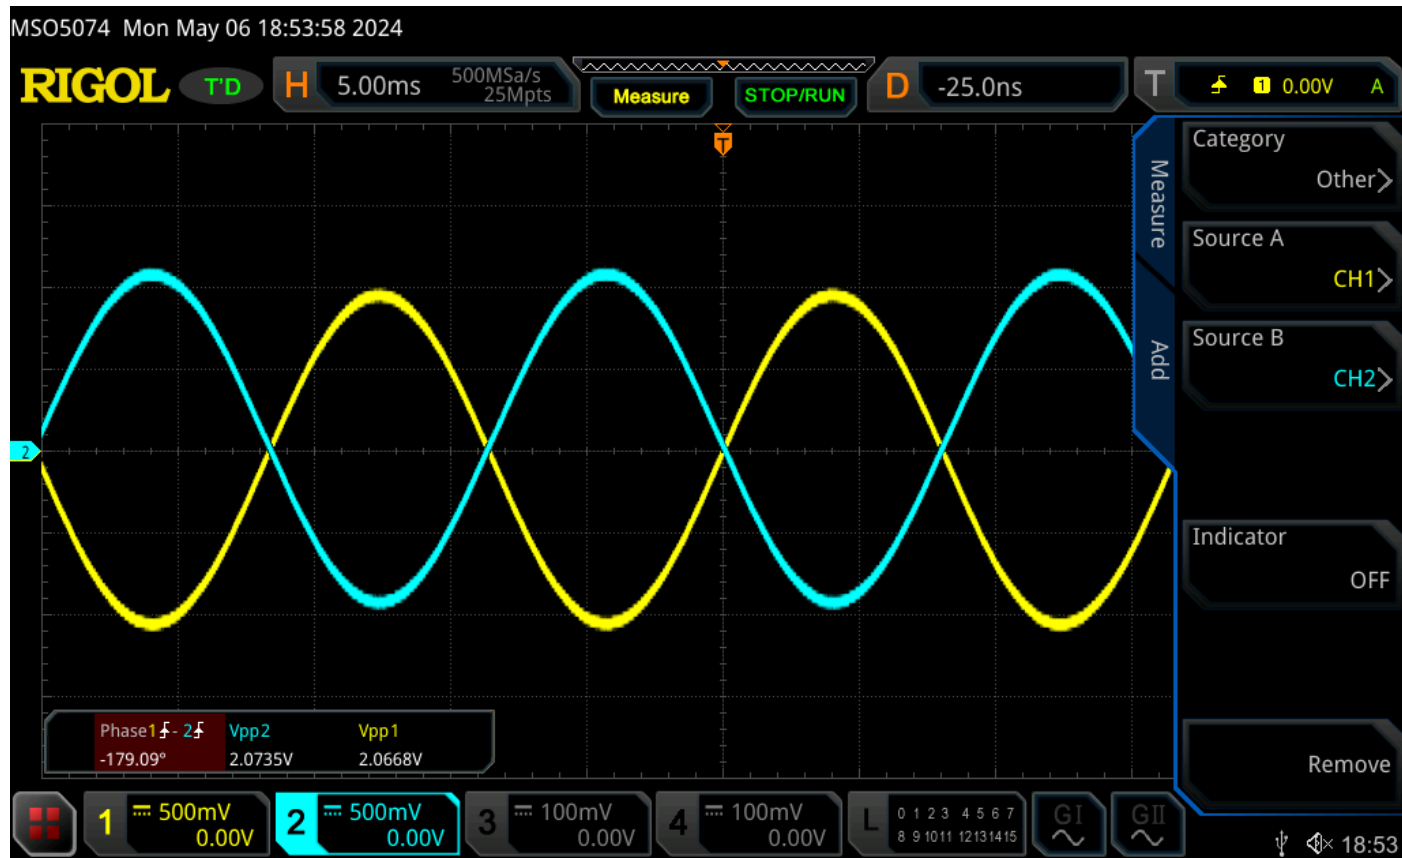 MSO5074 Mon May 06 18:53:58 2024
RIGOL T'D H 5.00ms 500MSa/s 25Mpts Measure STOP/RUN D -25.0ns T 1 0.00V A
T
Measure
Add
Category
Other>
Source A
CH1>
Source B
CH2>
Indicator
OFF
Remove
2
Phase1 - 2 Vpp2 Vpp1
-179.09° 2.0735V 2.0668V
1 500mV 0.00V
2 500mV 0.00V
3 100mV 0.00V
4 100mV 0.00V
L 0 1 2 3 4 5 6 7
8 9 10 11 12 13 14 15
GI
GII
18:53